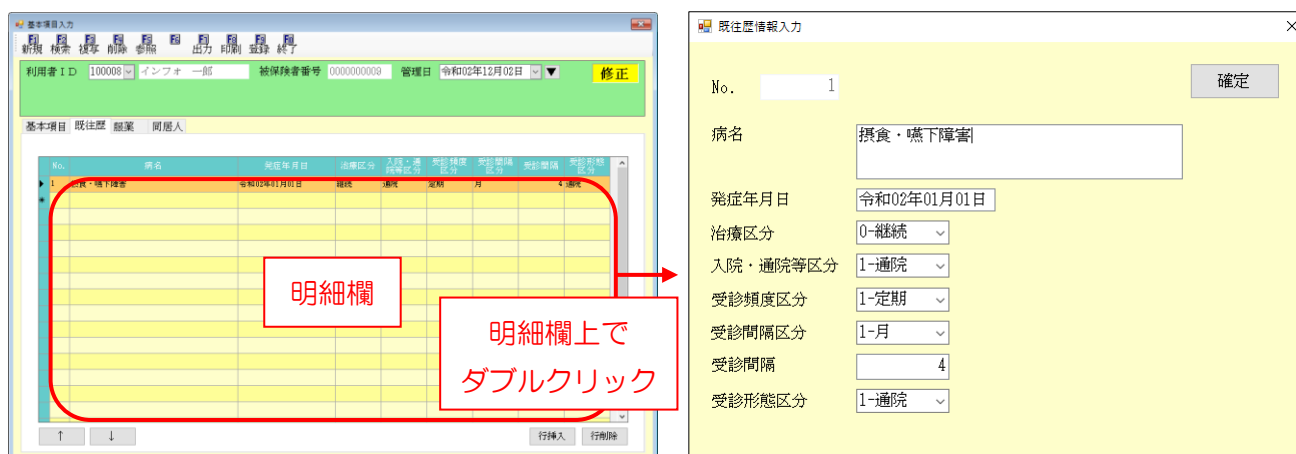 基本項目入力
F1 F2 F3 F4 F5 F6 F7 F8 F9 F10
新規 検索 複写 削除 参照 出力 印刷 登録 終了
利用者ID 100008 インフォ 一郎 被保険者番号 0000000003 管理日 令和02年12月02日 ▼ 修正
基本項目 既往歴 服薬 同居人
No. 病名 発症年月日 治療区分 入院・通院等区分 受診頻度区分 受診間隔区分 受診間隔 受診形態区分
1 摂食・嚥下障害 令和02年01月01日 継続 通院 定期 月 4 通院
明細欄
明細欄上で
ダブルクリック
↑ ↓ 行挿入 行削除
既往歴情報入力
No. 1 確定
病名 摂食・嚥下障害
発症年月日 令和02年01月01日
治療区分 0-継続
入院・通院等区分 1-通院
受診頻度区分 1-定期
受診間隔区分 1-月
受診間隔 4
受診形態区分 1-通院